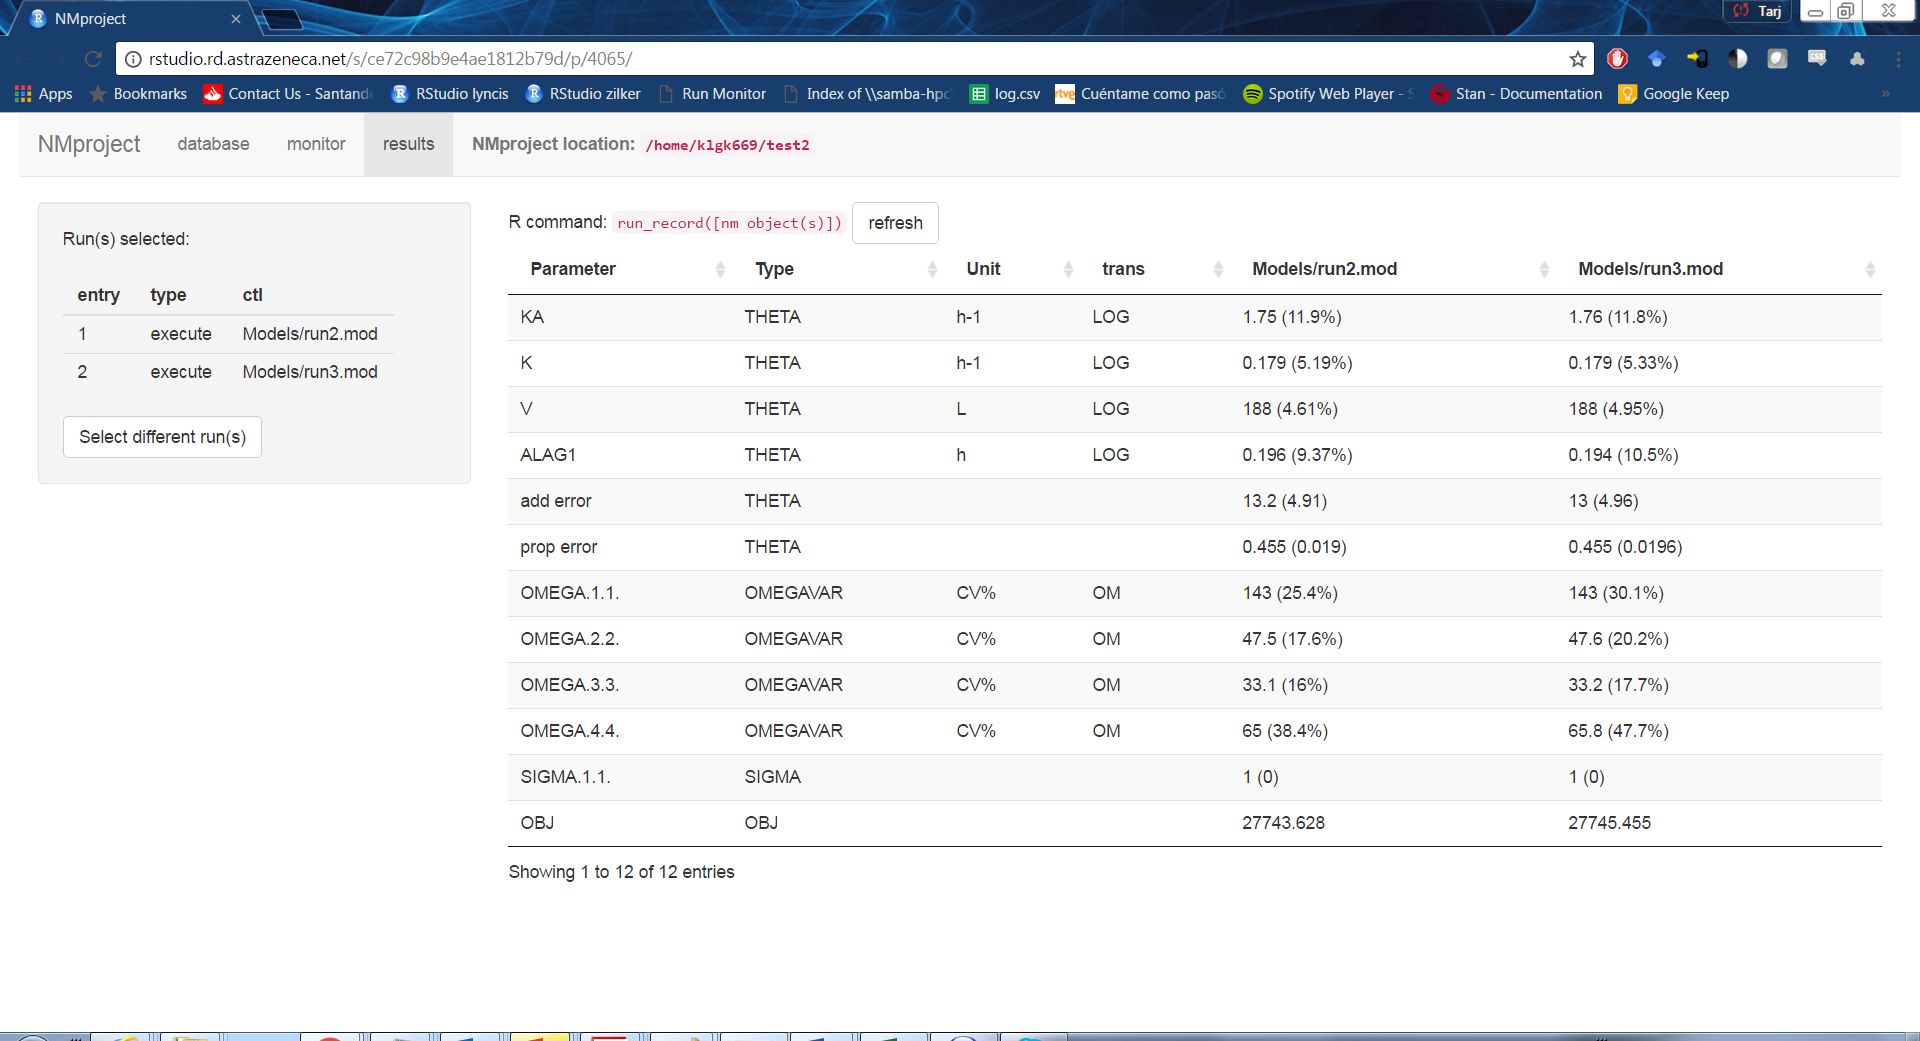 NMproject
Tarj
rstudio.rd.astrazeneca.net/s/ce72c98b9e4ae1812b79d/p/4065/
Apps Bookmarks Contact Us - Santande RStudio lyncis RStudio zilker Run Monitor Index of \\samba-hpc log.csv Cuéntame como pasó Spotify Web Player - S Stan - Documentation Google Keep »
NMproject database monitor results NMproject location: /home/klgk669/test2
Run(s) selected:
entry type ctl
1 execute Models/run2.mod
2 execute Models/run3.mod
Select different run(s)
R command: run_record([nm object(s)]) refresh
Parameter Type Unit trans Models/run2.mod Models/run3.mod
KA THETA h-1 LOG 1.75 (11.9%) 1.76 (11.8%)
K THETA h-1 LOG 0.179 (5.19%) 0.179 (5.33%)
V THETA L LOG 188 (4.61%) 188 (4.95%)
ALAG1 THETA h LOG 0.196 (9.37%) 0.194 (10.5%)
add error THETA 13.2 (4.91) 13 (4.96)
prop error THETA 0.455 (0.019) 0.455 (0.0196)
OMEGA.1.1. OMEGAVAR CV% OM 143 (25.4%) 143 (30.1%)
OMEGA.2.2. OMEGAVAR CV% OM 47.5 (17.6%) 47.6 (20.2%)
OMEGA.3.3. OMEGAVAR CV% OM 33.1 (16%) 33.2 (17.7%)
OMEGA.4.4. OMEGAVAR CV% OM 65 (38.4%) 65.8 (47.7%)
SIGMA.1.1. SIGMA 1 (0) 1 (0)
OBJ OBJ 27743.628 27745.455
Showing 1 to 12 of 12 entries